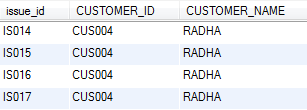 issue_id CUSTOMER_ID CUSTOMER_NAME
IS014 CUS004 RADHA
IS015 CUS004 RADHA
IS016 CUS004 RADHA
IS017 CUS004 RADHA